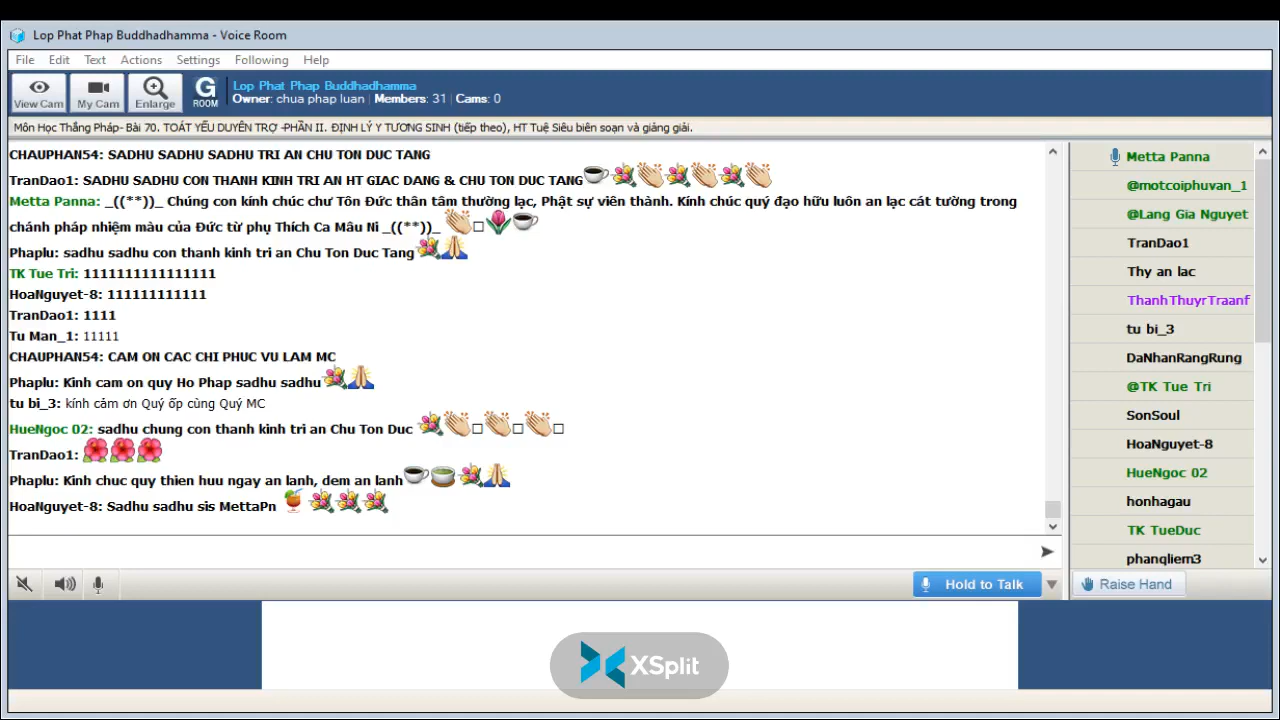 Lop Phat Phap Buddhadhamma - Voice Room
File Edit Text Actions Settings Following Help
View Cam My Cam Enlarge G ROOM
Lop Phat Phap Buddhadhamma
Owner: chua phap luan | Members: 31 | Cams: 0
Môn Học Thắng Pháp- Bài 70. TOÁT YẾU DUYÊN TRỢ -PHẦN II. ĐỊNH LÝ Y TƯƠNG SINH (tiếp theo), HT Tuệ Siêu biên soạn và giảng giải.
CHAUPHAN54: SADHU SADHU SADHU TRI AN CHU TON DUC TANG
TranDao1: SADHU SADHU CON THANH KINH TRI AN HT GIAC DANG & CHU TON DUC TANG
Metta Panna: _((**))_ Chúng con kính chúc chư Tôn Đức thân tâm thường lạc, Phật sự viên thành. Kính chúc quý đạo hữu luôn an lạc cát tường trong
chánh pháp nhiệm màu của Đức từ phụ Thích Ca Mâu Ni _((**))_
Phaplu: sadhu sadhu con thanh kinh tri an Chu Ton Duc Tang
TK Tue Tri: 1111111111111111
HoaNguyet-8: 111111111111
TranDao1: 1111
Tu Man_1: 11111
CHAUPHAN54: CAM ON CAC CHI PHUC VU LAM MC
Phaplu: Kinh cam on quy Ho Phap sadhu sadhu
tu bi_3: kính cảm ơn Quý ốp cùng Quý MC
HueNgoc 02: sadhu chung con thanh kinh tri an Chu Ton Duc
TranDao1:
Phaplu: Kinh chuc quy thien huu ngay an lanh, dem an lanh
HoaNguyet-8: Sadhu sadhu sis MettaPn
Metta Panna
@motcoiphuvan_1
@Lang Gia Nguyet
TranDao1
Thy an lac
ThanhThuyrTraanf
tu bi_3
DaNhanRangRung
@TK Tue Tri
SonSoul
HoaNguyet-8
HueNgoc 02
honhagau
TK TueDuc
phanqliem3
Hold to Talk
Raise Hand
XSplit